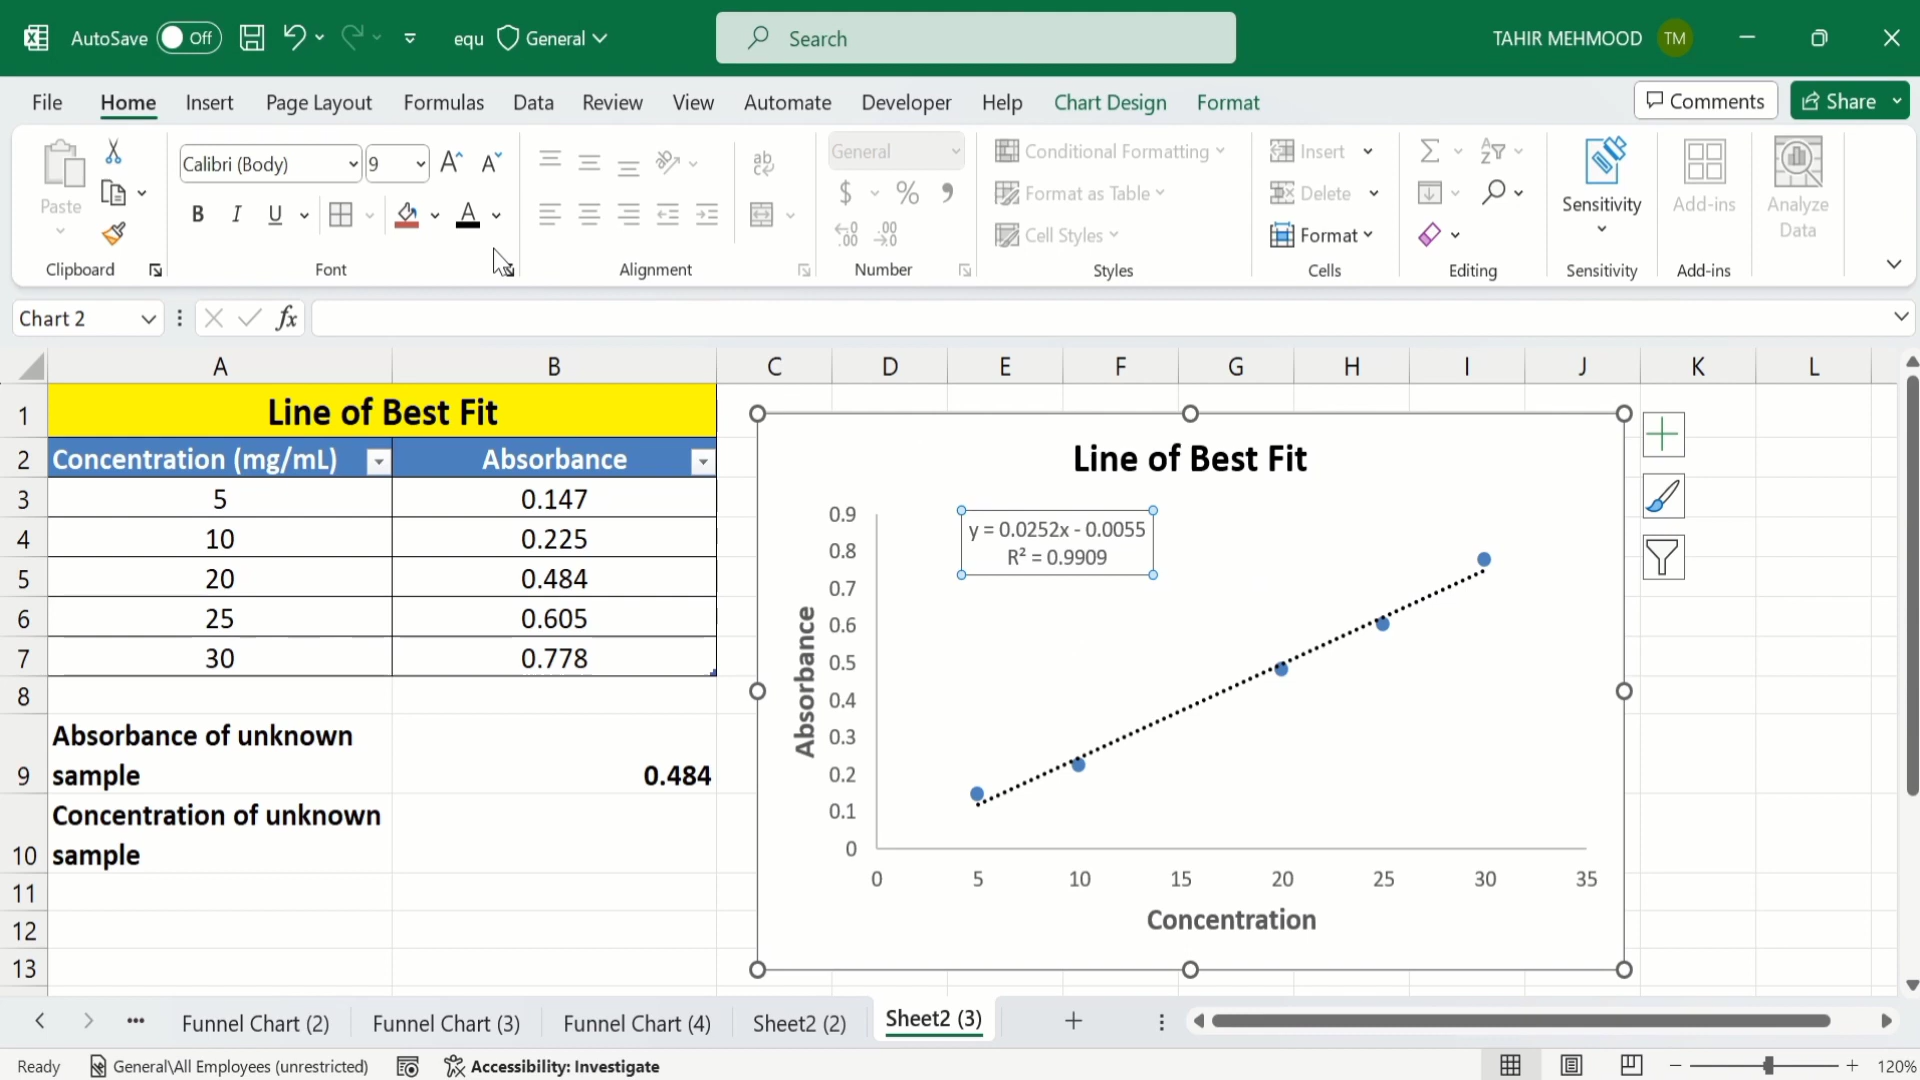 AutoSave Off equ General Search TAHIR MEHMOOD TM
File Home Insert Page Layout Formulas Data Review View Automate Developer Help Chart Design Format Comments Share
Paste
Clipboard
Calibri (Body) 9
B I U A
Font
ab
Alignment
General
$ % 9
Number
Conditional Formatting
Format as Table
Cell Styles
Styles
Insert
Delete
Format
Cells
Editing
Sensitivity
Sensitivity
Add-ins
Add-ins
Analyze
Data
Chart 2 fx
A B C D E F G H I J K L
1 Line of Best Fit
2 Concentration (mg/mL) Absorbance
3 5 0.147
4 10 0.225
5 20 0.484
6 25 0.605
7 30 0.778
8
Absorbance of unknown
9 sample 0.484
Concentration of unknown
10 sample
11
12
13
Line of Best Fit
y = 0.0252x - 0.0055
R² = 0.9909
Absorbance
0.9
0.8
0.7
0.6
0.5
0.4
0.3
0.2
0.1
0
0 5 10 15 20 25 30 35
Concentration
Funnel Chart (2) Funnel Chart (3) Funnel Chart (4) Sheet2 (2) Sheet2 (3)
Ready General\All Employees (unrestricted) Accessibility: Investigate 120%